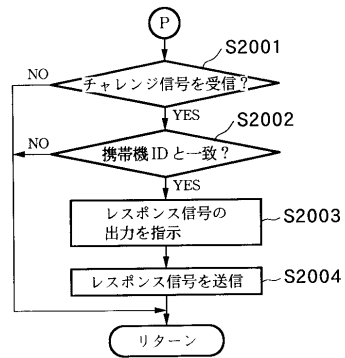 P
S2001
チャレンジ信号を受信?
NO
YES
S2002
携帯機IDと一致?
NO
YES
レスポンス信号の
出力を指示
S2003
レスポンス信号を送信
S2004
リターン